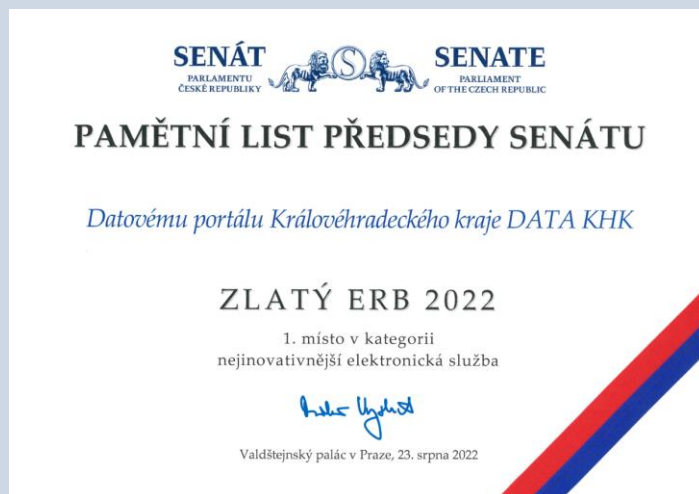 SENÁT
PARLAMENTU
ČESKÉ REPUBLIKY
S
SENATE
PARLIAMENT
OF THE CZECH REPUBLIC
PAMĚTNÍ LIST PŘEDSEDY SENÁTU
Datovému portálu Královéhradeckého kraje DATA KHK
ZLATÝ ERB 2022
1. místo v kategorii
nejinovativnější elektronická služba
Valdštejnský palác v Praze, 23. srpna 2022